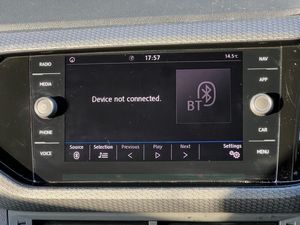 RADIO
17:57
14.5°C
NAV
MEDIA
APP
Device not connected.
BT
PHONE
CAR
VOICE
Source
Selection
Previous
Play
Next
Settings
MENU